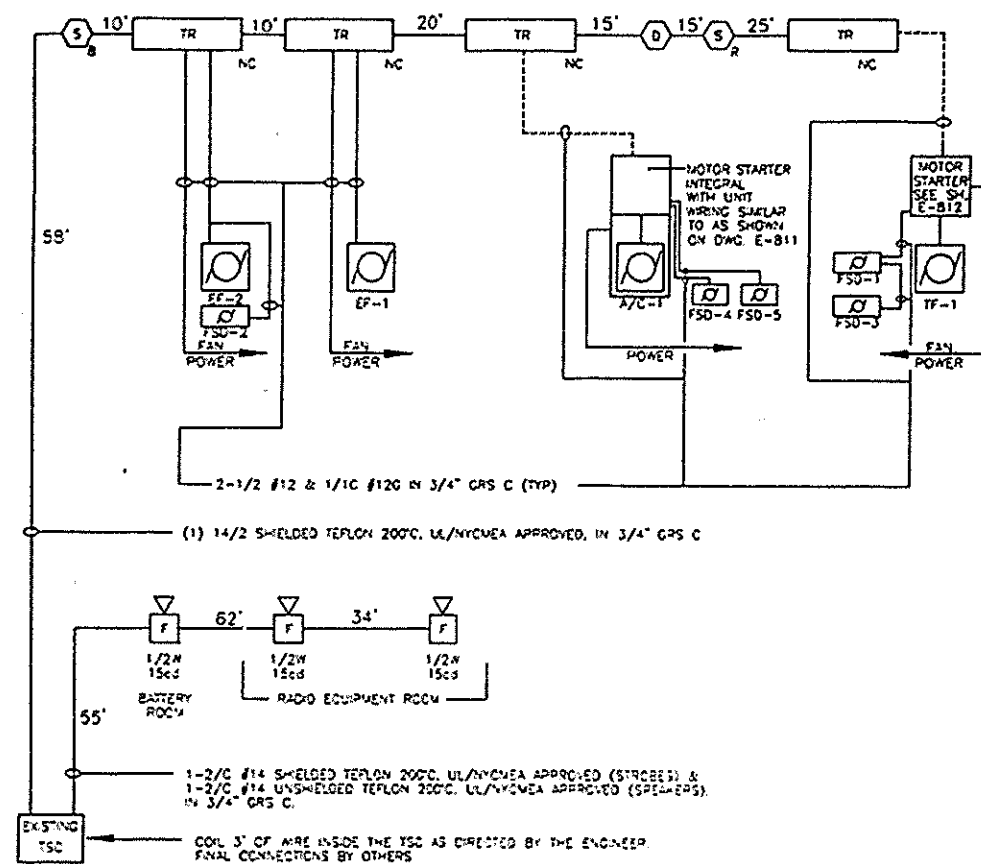 10' 10' 20' 15' 15' 25'
S TR TR TR D S TR
B NC NC NC R NC
58'
MOTOR STARTER
INTEGRAL
WITH UNIT
WIRING SIMILAR
TO AS SHOWN
ON DWG. E-811
MOTOR
STARTER
SEE SH.
E-812
EF-2
FSD-2
EF-1
A/C-1
FSD-4 FSD-5
FSD-1
FSD-3
TF-1
FAN
POWER
FAN
POWER
POWER
FAN
POWER
2-1/2 #12 & 1/1C #12G IN 3/4" GRS C (TYP)
(1) 14/2 SHIELDED TEFLON 200°C, UL/NYCMEA APPROVED, IN 3/4" GRS C
62' 34'
F F F
1/2W 1/2W 1/2W
15cd 15cd 15cd
BATTERY
ROOM
RADIO EQUIPMENT ROOM
55'
1-2/C #14 SHIELDED TEFLON 200°C, UL/NYCMEA APPROVED (STROBES) &
1-2/C #14 UNSHIELDED TEFLON 200°C, UL/NYCMEA APPROVED (SPEAKERS),
IN 3/4" GRS C.
EXISTING
TSC
COIL 3' OF WIRE INSIDE THE TSC AS DIRECTED BY THE ENGINEER.
FINAL CONNECTIONS BY OTHERS